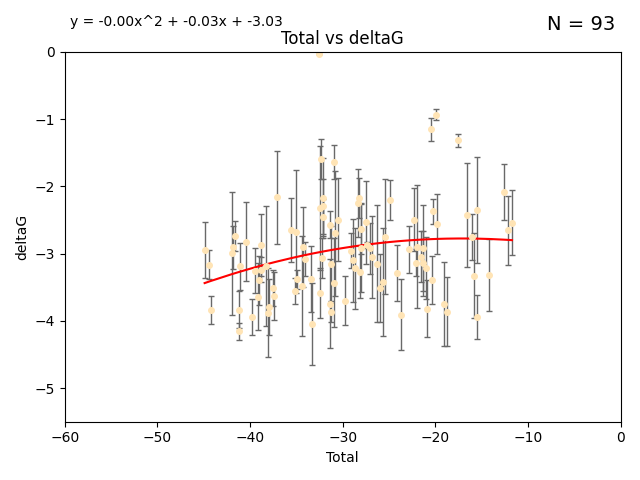 y = -0.00x^2 + -0.03x + -3.03
N = 93
Total vs deltaG
0
−1
−2
−3
−4
−5
deltaG
−60 −50 −40 −30 −20 −10 0
Total